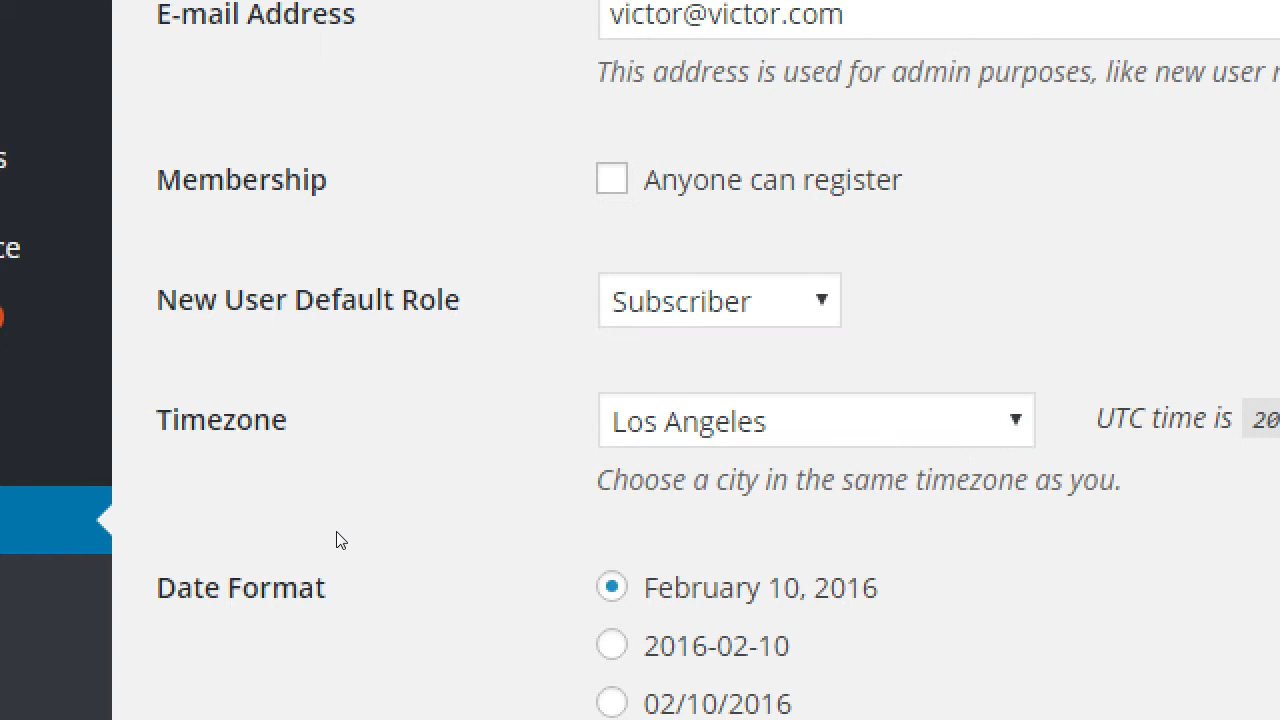 E-mail Address
victor@victor.com
This address is used for admin purposes, like new user
Membership
Anyone can register
New User Default Role
Subscriber
Timezone
Los Angeles
UTC time is 20
Choose a city in the same timezone as you.
Date Format
February 10, 2016
2016-02-10
02/10/2016